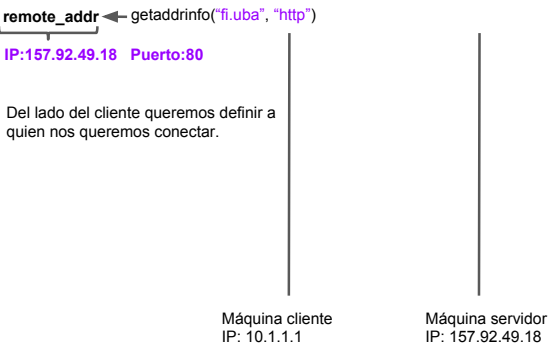 remote_addr getaddrinfo("fi.uba", "http")
IP:157.92.49.18 Puerto:80
Del lado del cliente queremos definir a
quien nos queremos conectar.
Máquina cliente
IP: 10.1.1.1
Máquina servidor
IP: 157.92.49.18